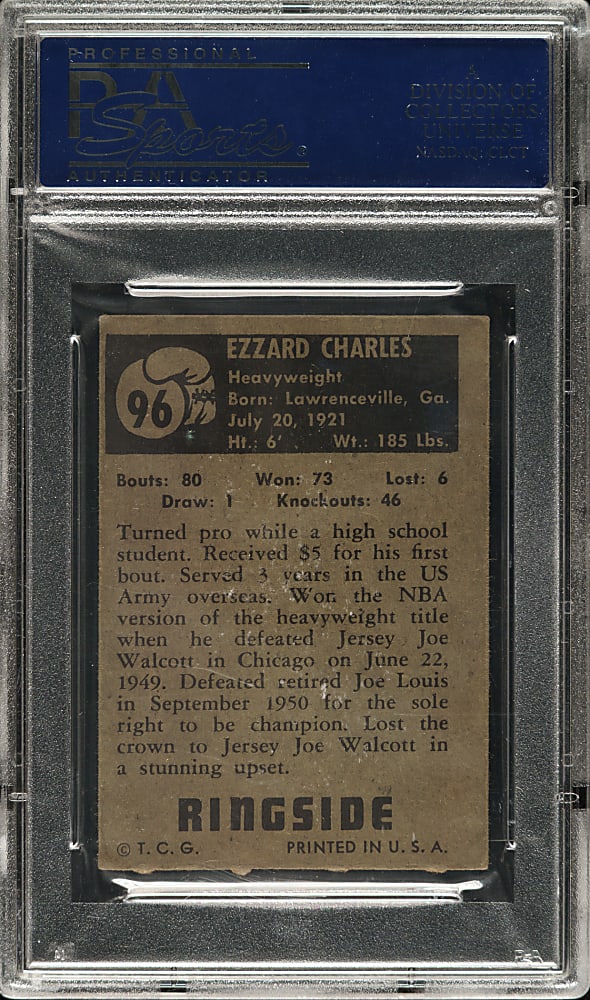 PROFESSIONAL
PSA
Sports
AUTHENTICATOR
A
DIVISION OF
COLLECTORS
UNIVERSE
NASDAQ: CLCT
EZZARD CHARLES
96
Heavyweight
Born: Lawrenceville, Ga.
July 20, 1921
Ht.: 6' Wt.: 185 Lbs.
Bouts: 80 Won: 73 Lost: 6
Draw: 1 Knockouts: 46
Turned pro while a high school
student. Received $5 for his first
bout. Served 3 years in the US
Army overseas. Won the NBA
version of the heavyweight title
when he defeated Jersey Joe
Walcott in Chicago on June 22,
1949. Defeated retired Joe Louis
in September 1950 for the sole
right to be champion. Lost the
crown to Jersey Joe Walcott in
a stunning upset.
RINGSIDE
© T. C. G. PRINTED IN U. S. A.
PSA